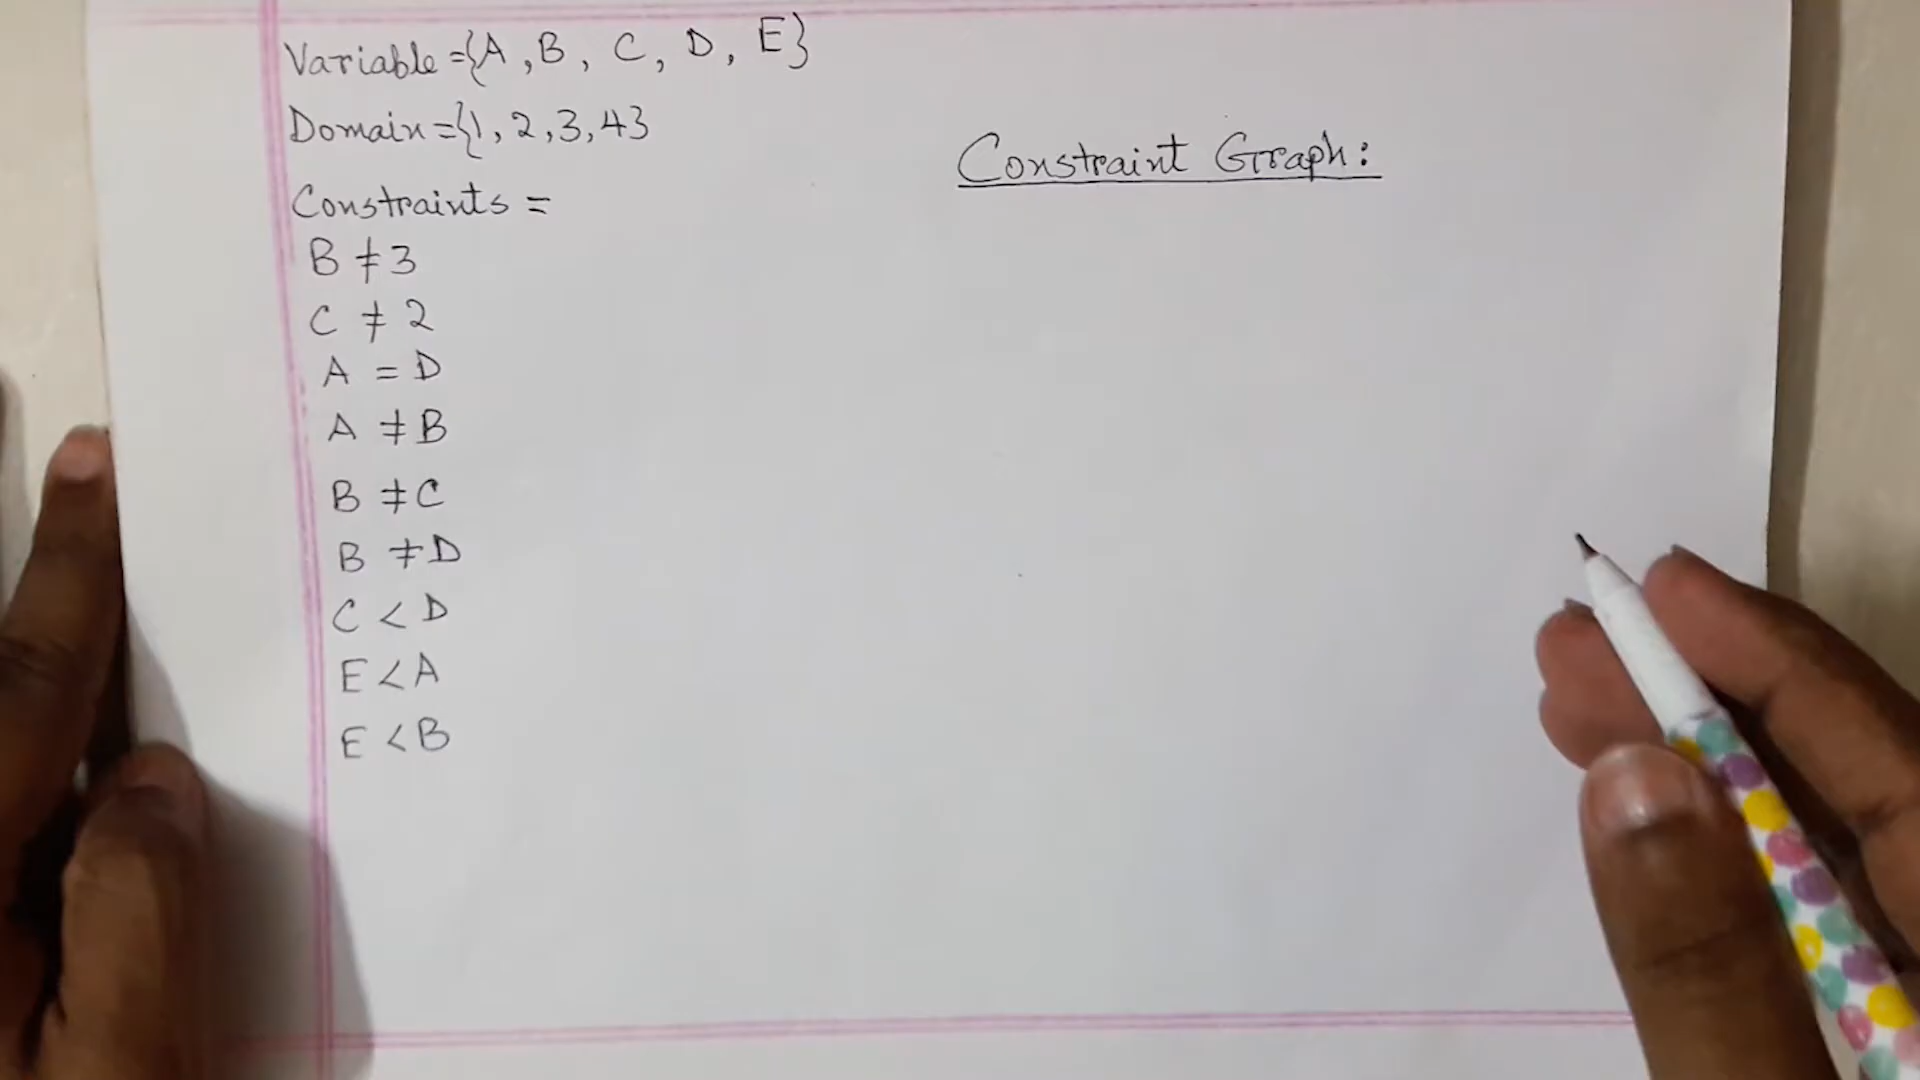 Variable={A, B, C, D, E}
Domain={1, 2, 3, 4}
Constraint Graph:
Constraints =
B ≠ 3
C ≠ 2
A = D
A ≠ B
B ≠ C
B ≠ D
C < D
E < A
E < B